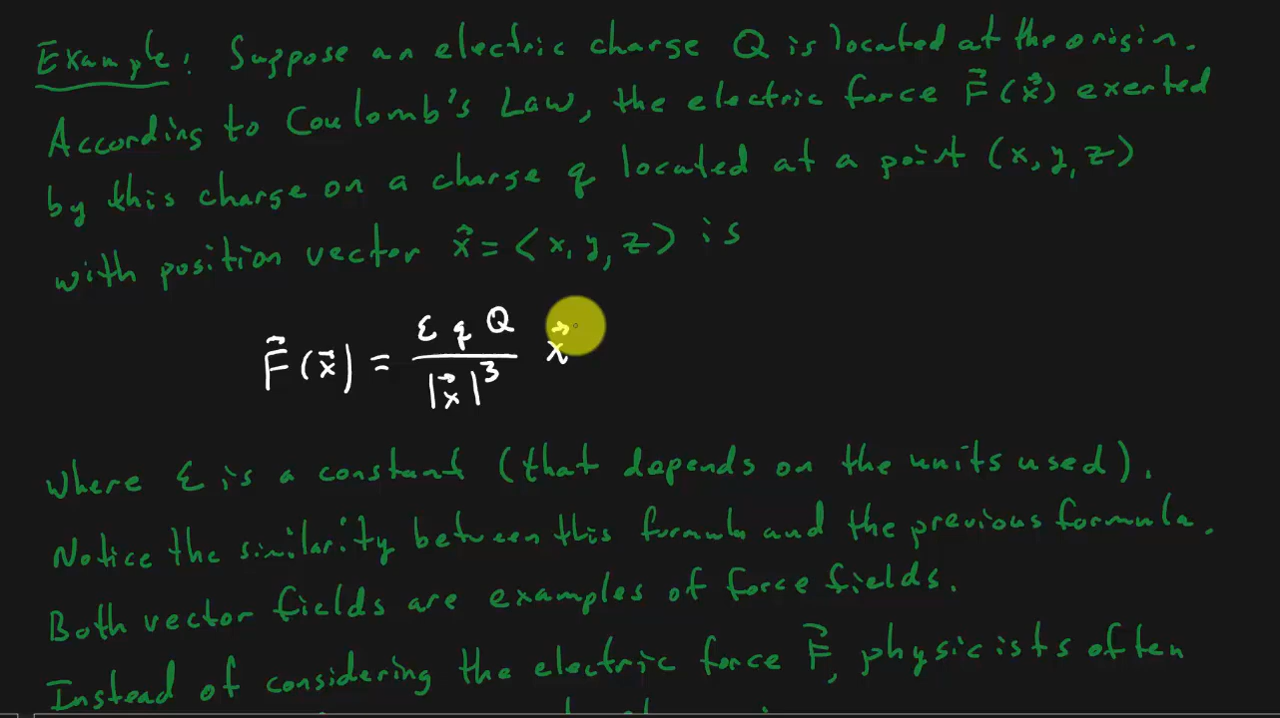 Example: Suppose an electric charge Q is located at the origin.
According to Coulomb's Law, the electric force F⃗(x⃗) exerted
by this charge on a charge q located at a point (x, y, z)
with position vector x⃗ = <x, y, z> is
F⃗(x⃗) = (ε q Q / |x⃗|³) x⃗
where ε is a constant (that depends on the units used).
Notice the similarity between this formula and the previous formula.
Both vector fields are examples of force fields.
Instead of considering the electric force F⃗, physicists often